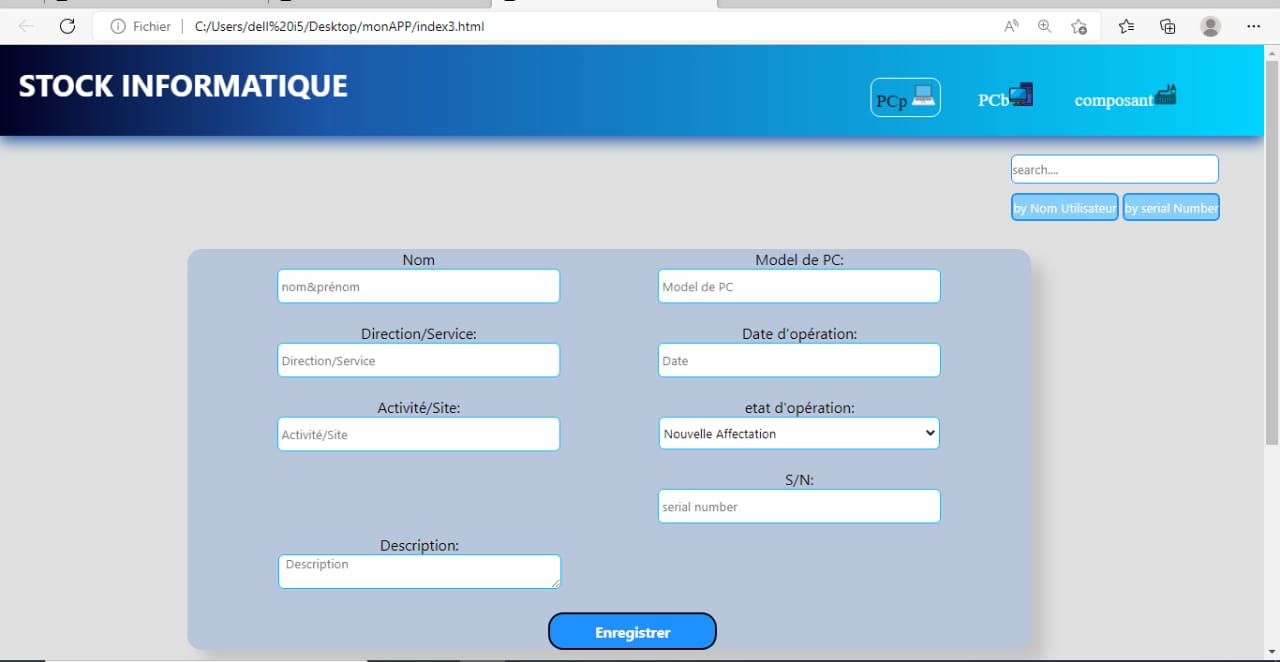 Fichier | C:/Users/dell%20i5/Desktop/monAPP/index3.html
STOCK INFORMATIQUE
PCp PCb composant
search....
by Nom Utilisateur by serial Number
Nom Model de PC:
nom&prénom Model de PC
Direction/Service: Date d'opération:
Direction/Service Date
Activité/Site: etat d'opération:
Activité/Site Nouvelle Affectation
S/N:
serial number
Description:
Description
Enregistrer